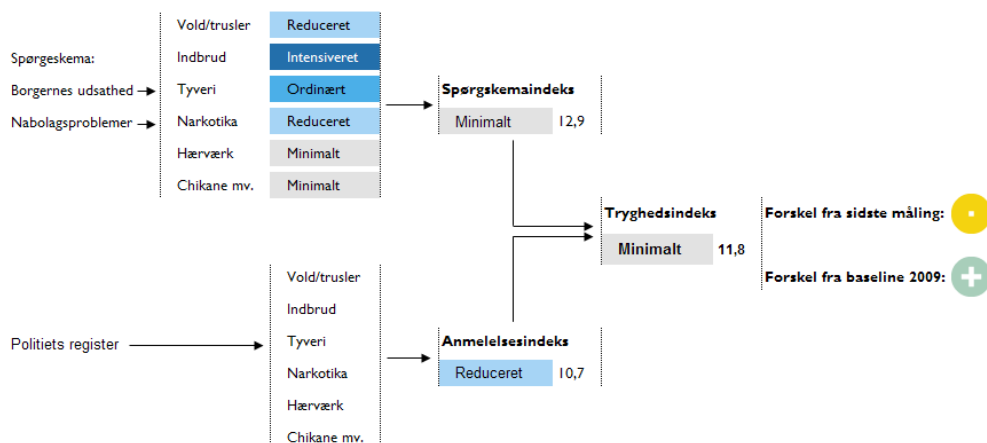 Spørgeskema:
Borgernes udsathed
Nabolagsproblemer
Vold/trusler Reduceret
Indbrud Intensiveret
Tyveri Ordinært
Narkotika Reduceret
Hærværk Minimalt
Chikane mv. Minimalt
Spørgskemaindeks
Minimalt 12,9
Tryghedsindeks
Minimalt 11,8
Forskel fra sidste måling:
Forskel fra baseline 2009:
Politiets register
Vold/trusler
Indbrud
Tyveri
Narkotika
Hærværk
Chikane mv.
Anmelelsesindeks
Reduceret 10,7